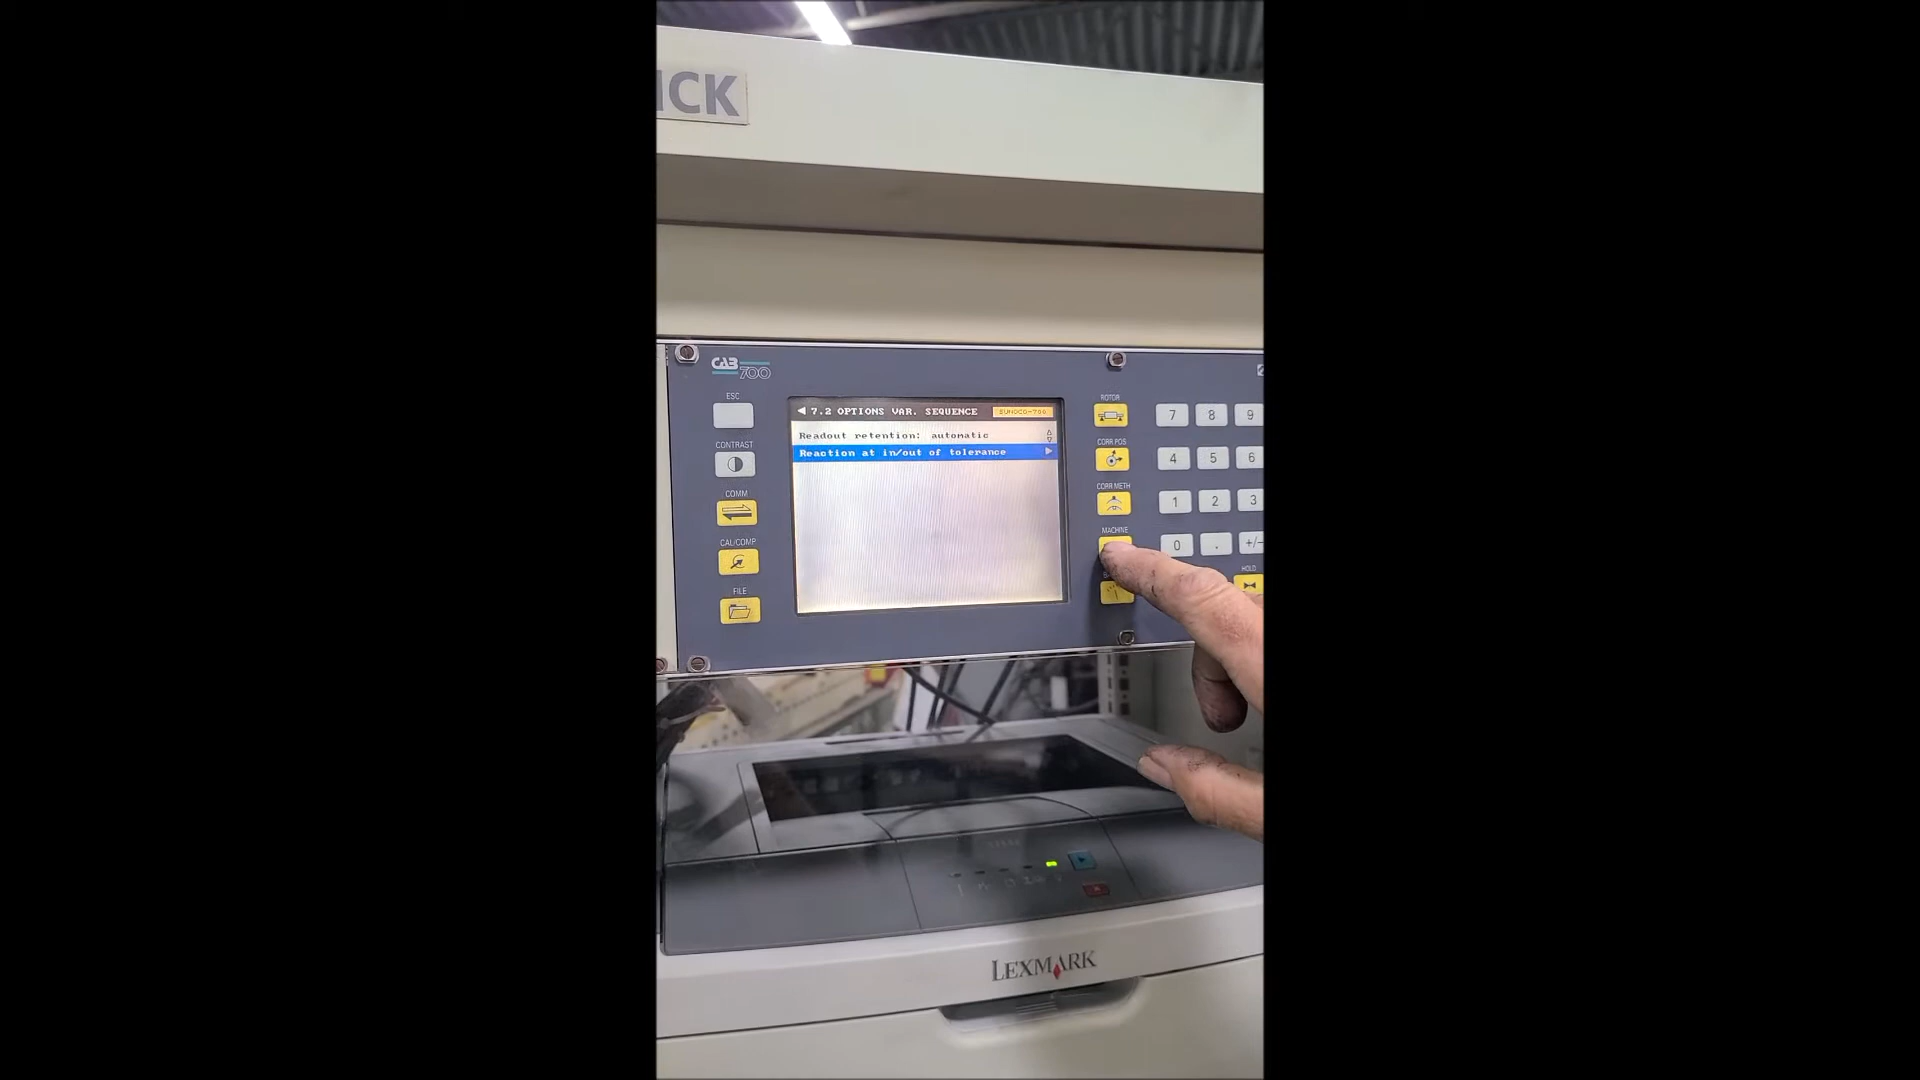 ICK
CAB
700
ESC
CONTRAST
COMM
CAL/COMP
FILE
7.2 OPTIONS VAR. SEQUENCE
SUNOCO-700
Readout retention: automatic
Reaction at in/out of tolerance
ROTOR
CORR.POS
CORR.METH
MACHINE
7 8 9
4 5 6
1 2 3
0 . +/-
HOLD
LEXMARK